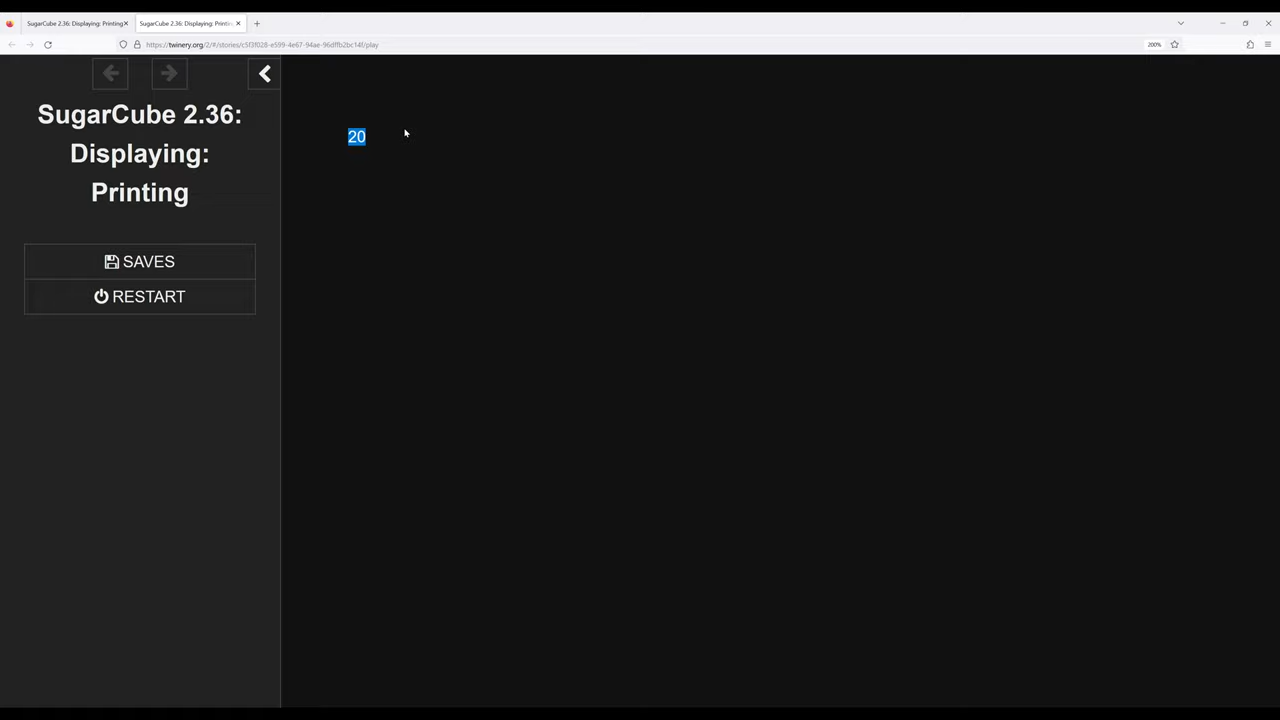 SugarCube 2.36: Displaying: Printing
SugarCube 2.36: Displaying: Printin
https://twinery.org/2/#/stories/c5f3f028-e599-4e67-94ae-96dffb2bc14f/play
200%
SugarCube 2.36:
Displaying:
Printing
20
SAVES
RESTART